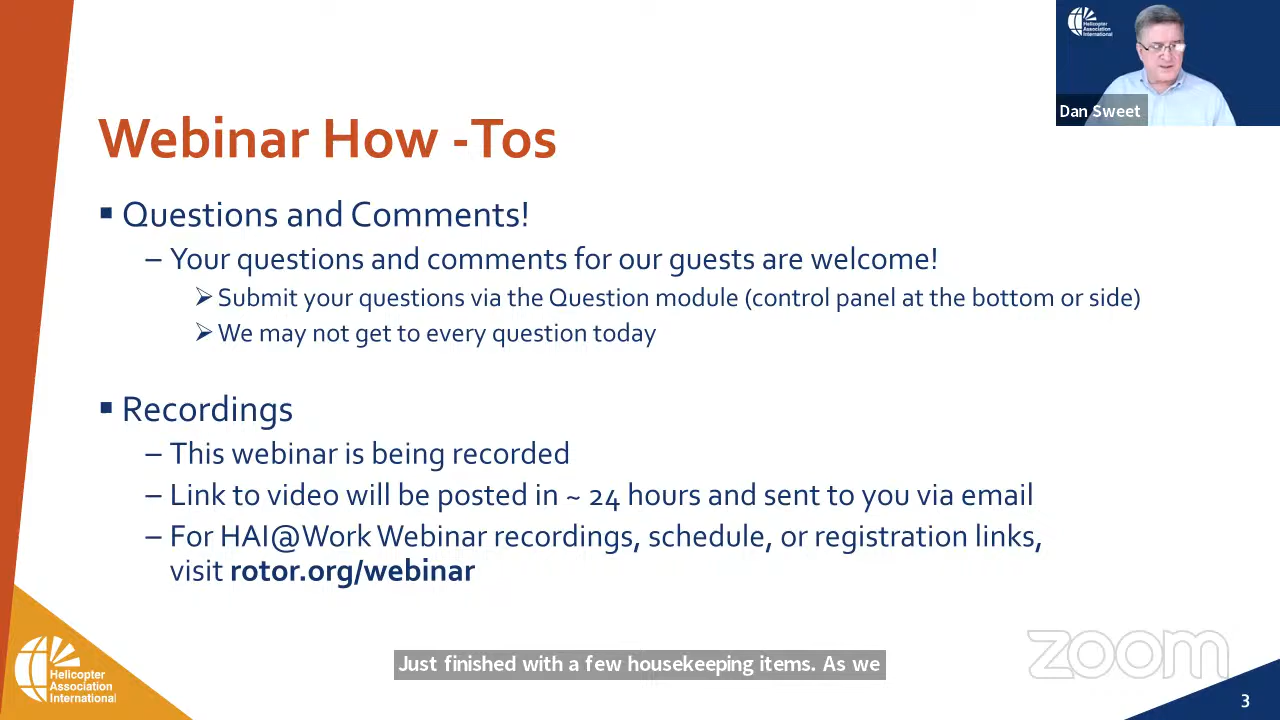 Helicopter
Association
International
Dan Sweet
Webinar How -Tos
Questions and Comments!
– Your questions and comments for our guests are welcome!
Submit your questions via the Question module (control panel at the bottom or side)
We may not get to every question today
Recordings
– This webinar is being recorded
– Link to video will be posted in ~ 24 hours and sent to you via email
– For HAI@Work Webinar recordings, schedule, or registration links,
visit rotor.org/webinar
Just finished with a few housekeeping items. As we
Helicopter
Association
International
zoom
3